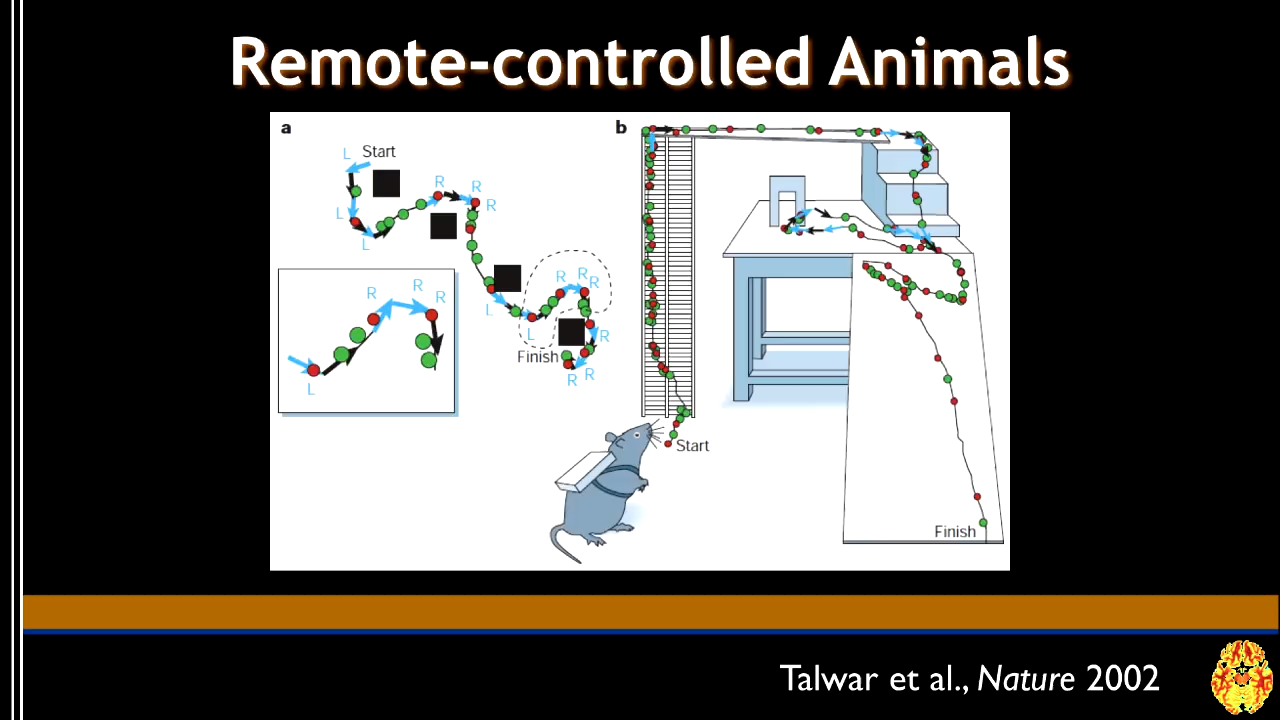 Remote-controlled Animals
a
b
L Start
L
L
R
R
R
L
L
R
R
R
R
R
R
Finish
R
R
R
L
Start
Finish
Talwar et al., Nature 2002